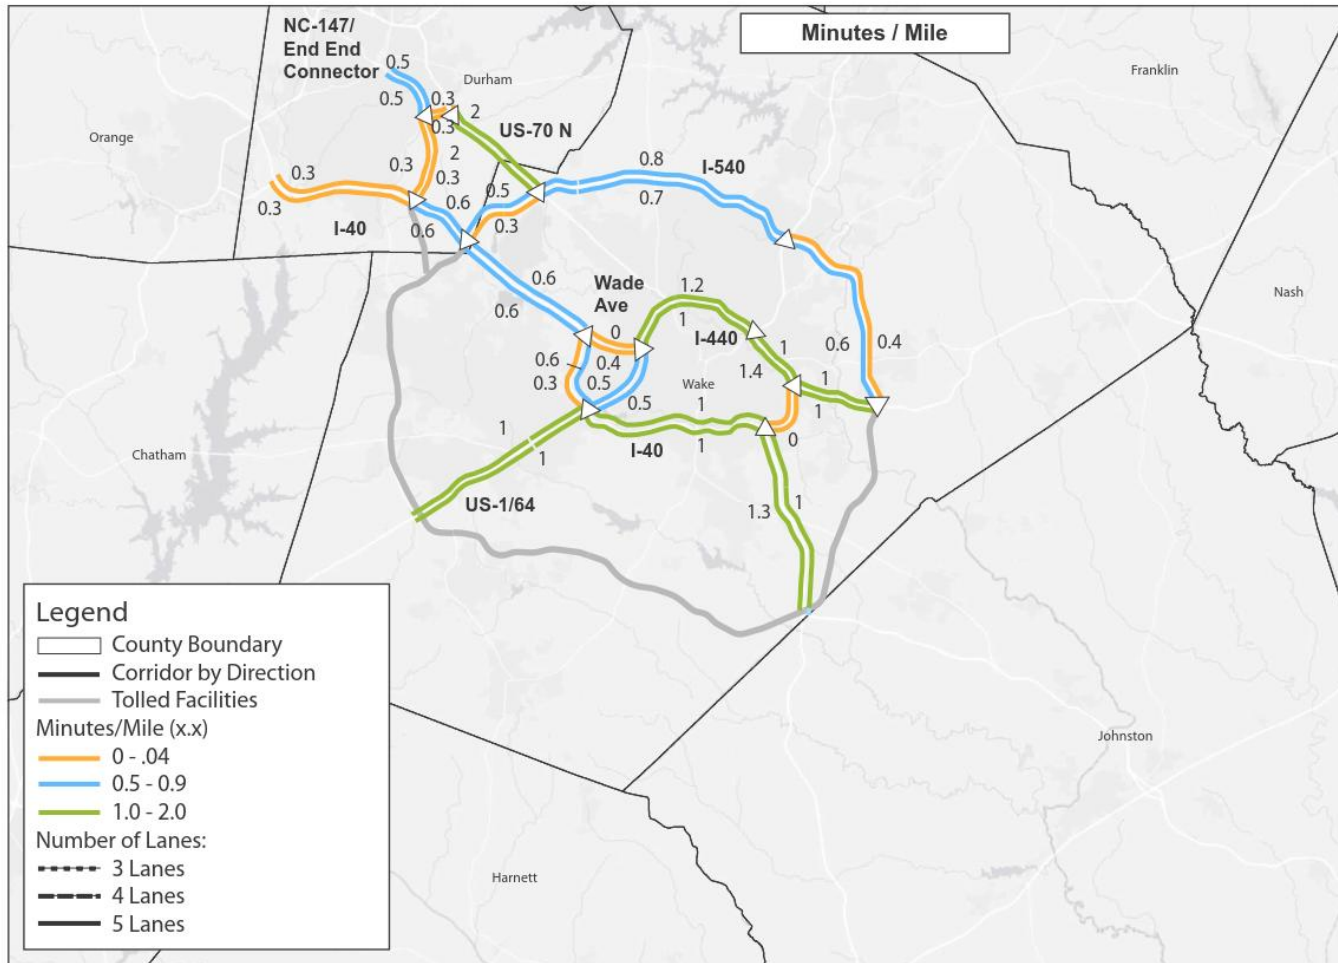 Minutes / Mile
NC-147/
End End
Connector
0.5
0.5
Durham
0.3
0.3
2
US-70 N
2
0.3
0.3
Orange
Franklin
0.3
0.3
I-40
0.6
0.6
0.5
0.3
0.8
0.7
I-540
Nash
0.6
0.6
Wade
Ave
0
0.4
1.2
1
I-440
1
1.4
0.6
0.4
0.6
0.3
0.5
0.5
Wake
1
1
1
1
I-40
0
1
1
US-1/64
1.3
1
Chatham
Johnston
Harnett
Legend
County Boundary
Corridor by Direction
Tolled Facilities
Minutes/Mile (x.x)
0 - .04
0.5 - 0.9
1.0 - 2.0
Number of Lanes:
3 Lanes
4 Lanes
5 Lanes